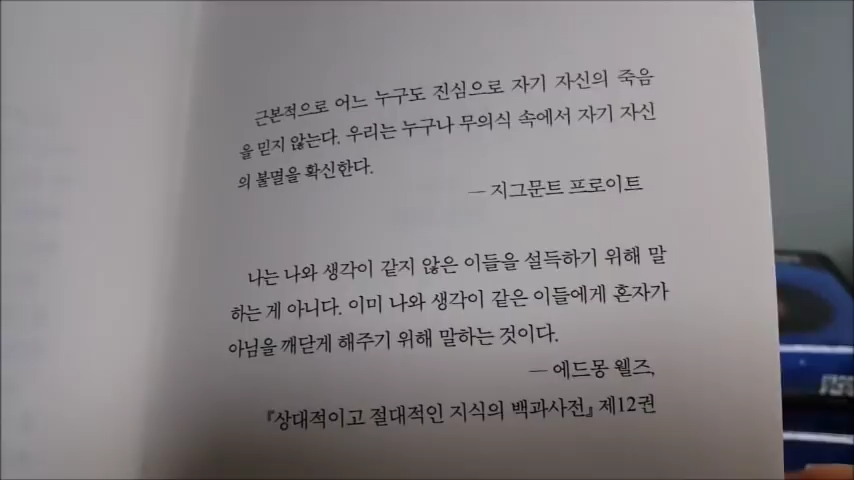 근본적으로 어느 누구도 진심으로 자기 자신의 죽음
을 믿지 않는다. 우리는 누구나 무의식 속에서 자기 자신
의 불멸을 확신한다.
― 지그문트 프로이트
나는 나와 생각이 같지 않은 이들을 설득하기 위해 말
하는 게 아니다. 이미 나와 생각이 같은 이들에게 혼자가
아님을 깨닫게 해주기 위해 말하는 것이다.
― 에드몽 웰즈,
『상대적이고 절대적인 지식의 백과사전』 제12권